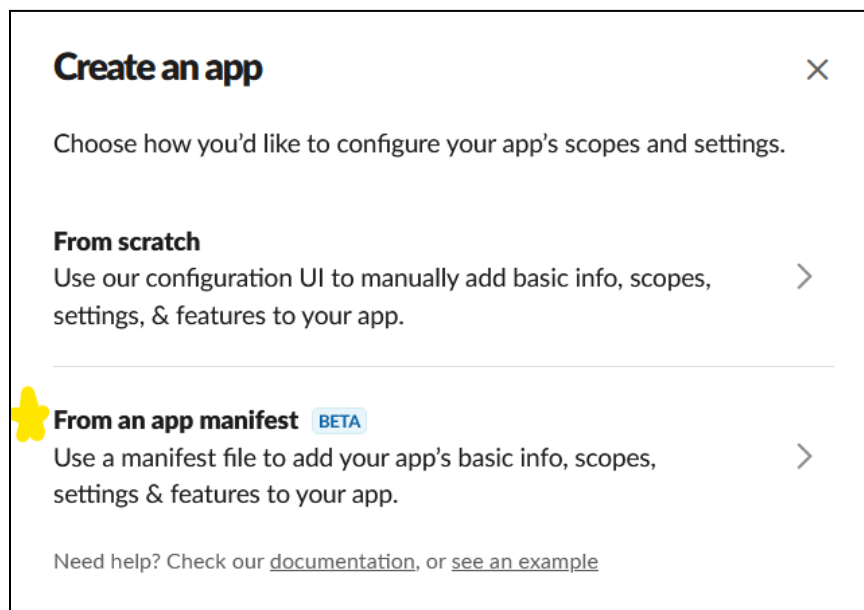 Create an app
Choose how you’d like to configure your app’s scopes and settings.
From scratch
Use our configuration UI to manually add basic info, scopes,
settings, & features to your app.
From an app manifest BETA
Use a manifest file to add your app’s basic info, scopes,
settings & features to your app.
Need help? Check our documentation, or see an example